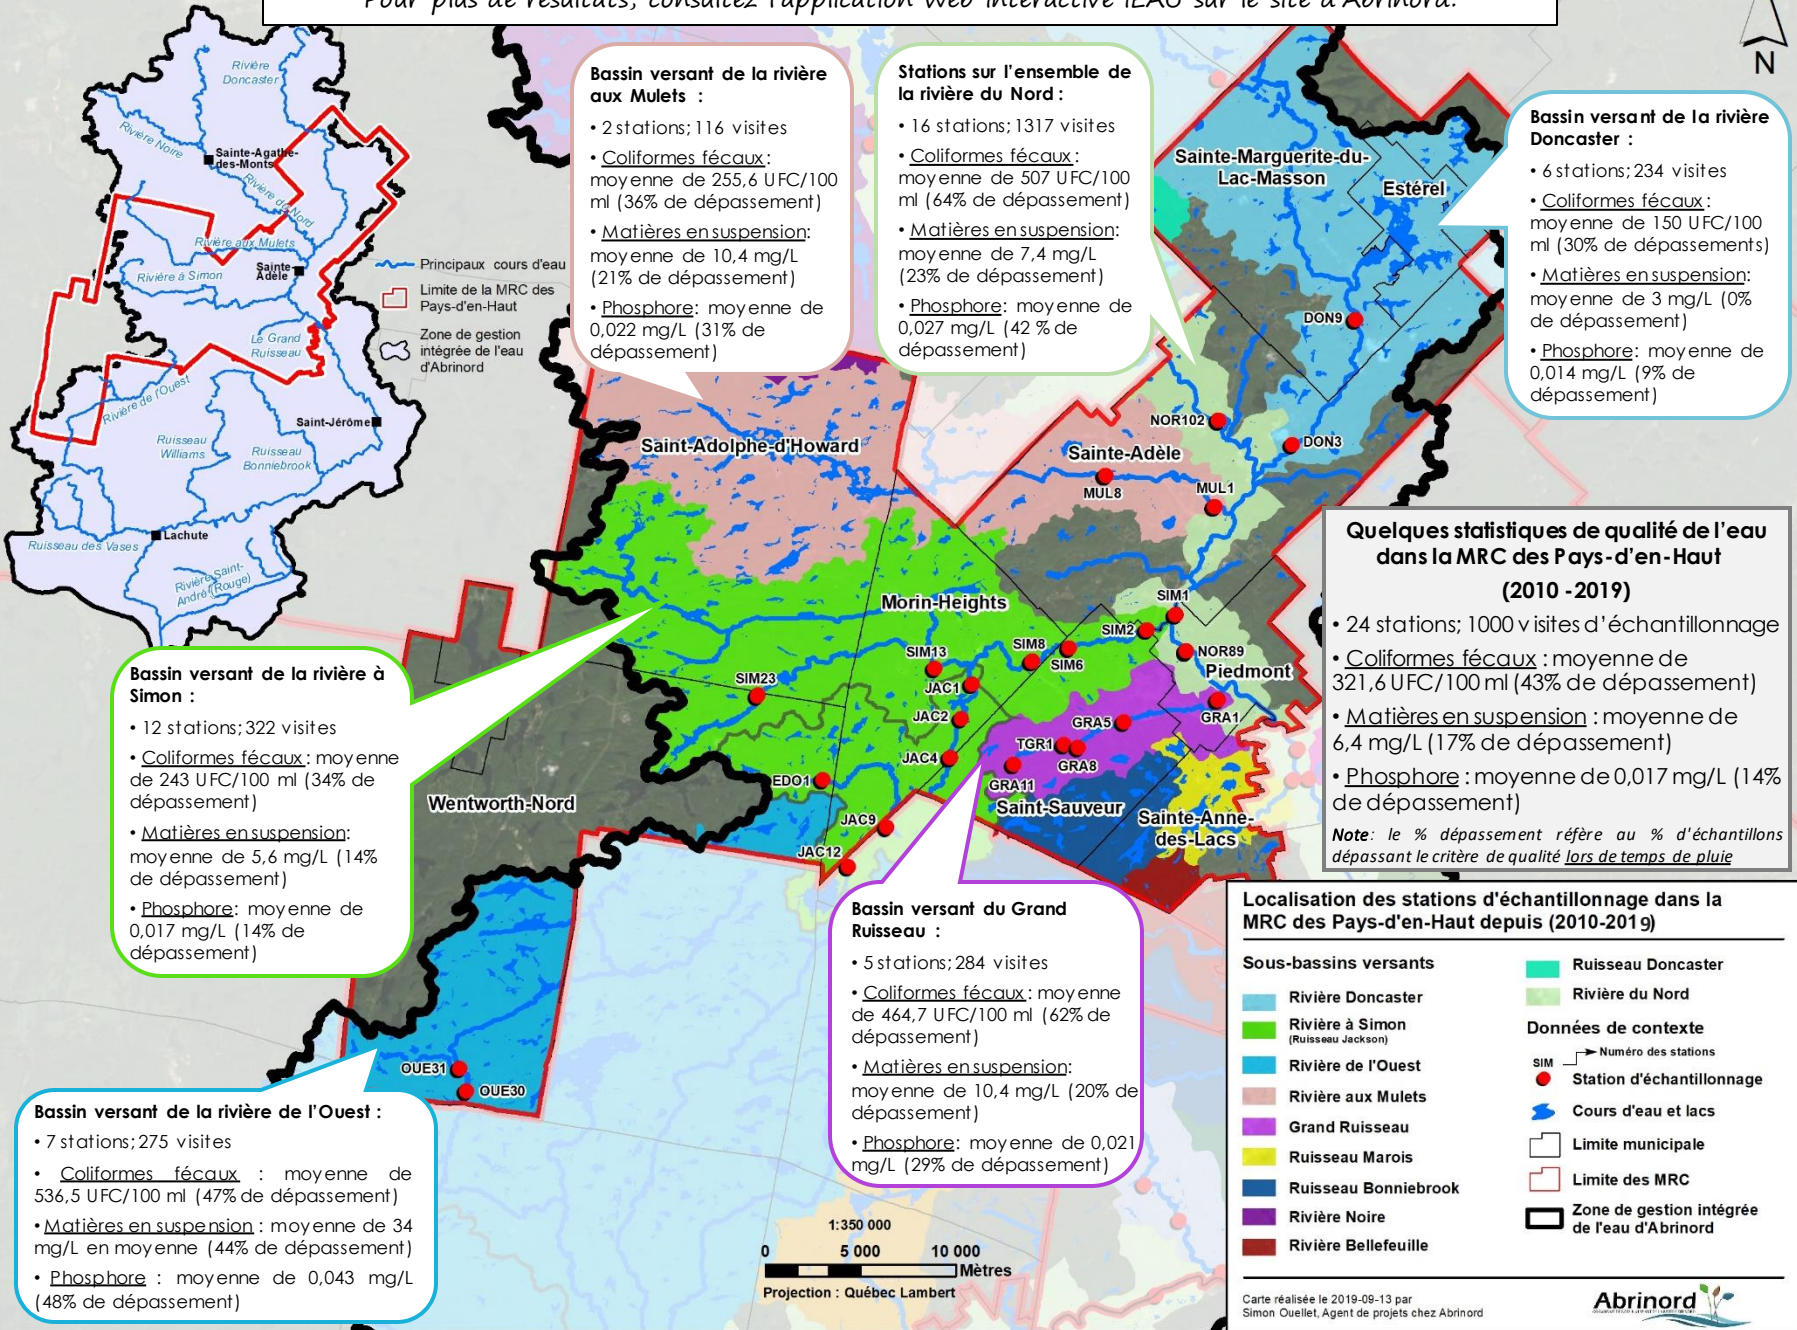 Pour plus de résultats, consultez l'application web interactive IEAU sur le site d'Abrinord.
N
Rivière
Doncaster
Rivière Noire
Sainte-Agathe-
des-Monts
Rivière du Nord
Rivière aux Mulets
Rivière à Simon
Sainte-
Adèle
Le Grand
Ruisseau
Rivière de l'Ouest
Saint-Jérôme
Ruisseau
Williams
Ruisseau
Bonniebrook
Lachute
Ruisseau des Vases
Rivière Saint-
André (Rouge)
Principaux cours d'eau
Limite de la MRC des
Pays-d'en-Haut
Zone de gestion
intégrée de l'eau
d'Abrinord
Bassin versant de la rivière
aux Mulets :
• 2 stations; 116 visites
• Coliformes fécaux :
moyenne de 255,6 UFC/100
ml (36% de dépassement)
• Matières en suspension:
moyenne de 10,4 mg/L
(21% de dépassement)
• Phosphore: moyenne de
0,022 mg/L (31% de
dépassement)
Stations sur l'ensemble de
la rivière du Nord :
• 16 stations; 1317 visites
• Coliformes fécaux :
moyenne de 507 UFC/100
ml (64% de dépassement)
• Matières en suspension:
moyenne de 7,4 mg/L
(23% de dépassement)
• Phosphore: moyenne de
0,027 mg/L (42 % de
dépassement)
Bassin versant de la rivière
Doncaster :
• 6 stations; 234 visites
• Coliformes fécaux :
moyenne de 150 UFC/100
ml (30% de dépassements)
• Matières en suspension:
moyenne de 3 mg/L (0%
de dépassement)
• Phosphore: moyenne de
0,014 mg/L (9% de
dépassement)
Sainte-Marguerite-du-
Lac-Masson
Estérel
DON9
NOR102
DON3
Saint-Adolphe-d'Howard
Sainte-Adèle
MUL8
MUL1
Morin-Heights
SIM1
SIM2
SIM8
SIM6
SIM13
NOR89
Piedmont
SIM23
JAC1
JAC2
GRA5
GRA1
TGR1
GRA8
JAC4
GRA11
EDO1
Wentworth-Nord
Saint-Sauveur
Sainte-Anne-
des-Lacs
JAC9
JAC12
OUE31
OUE30
Quelques statistiques de qualité de l'eau
dans la MRC des Pays-d'en-Haut
(2010 -2019)
• 24 stations; 1000 visites d'échantillonnage
• Coliformes fécaux : moyenne de
321,6 UFC/100 ml (43% de dépassement)
• Matières en suspension : moyenne de
6,4 mg/L (17% de dépassement)
• Phosphore : moyenne de 0,017 mg/L (14%
de dépassement)
Note: le % dépassement réfère au % d'échantillons
dépassant le critère de qualité lors de temps de pluie
Bassin versant de la rivière à
Simon :
• 12 stations; 322 visites
• Coliformes fécaux : moyenne
de 243 UFC/100 ml (34% de
dépassement)
• Matières en suspension:
moyenne de 5,6 mg/L (14%
de dépassement)
• Phosphore: moyenne de
0,017 mg/L (14% de
dépassement)
Bassin versant du Grand
Ruisseau :
• 5 stations; 284 visites
• Coliformes fécaux : moyenne
de 464,7 UFC/100 ml (62% de
dépassement)
• Matières en suspension:
moyenne de 10,4 mg/L (20% de
dépassement)
• Phosphore: moyenne de 0,021
mg/L (29% de dépassement)
Bassin versant de la rivière de l'Ouest :
• 7 stations; 275 visites
• Coliformes fécaux : moyenne de
536,5 UFC/100 ml (47% de dépassement)
• Matières en suspension : moyenne de 34
mg/L en moyenne (44% de dépassement)
• Phosphore : moyenne de 0,043 mg/L
(48% de dépassement)
1:350 000
0 5 000 10 000
Mètres
Projection : Québec Lambert
Localisation des stations d'échantillonnage dans la
MRC des Pays-d'en-Haut depuis (2010-2019)
Sous-bassins versants
Rivière Doncaster
Rivière à Simon
(Ruisseau Jackson)
Rivière de l'Ouest
Rivière aux Mulets
Grand Ruisseau
Ruisseau Marois
Ruisseau Bonniebrook
Rivière Noire
Rivière Bellefeuille
Ruisseau Doncaster
Rivière du Nord
Données de contexte
SIM Numéro des stations
Station d'échantillonnage
Cours d'eau et lacs
Limite municipale
Limite des MRC
Zone de gestion intégrée
de l'eau d'Abrinord
Carte réalisée le 2019-09-13 par
Simon Ouellet, Agent de projets chez Abrinord
Abrinord